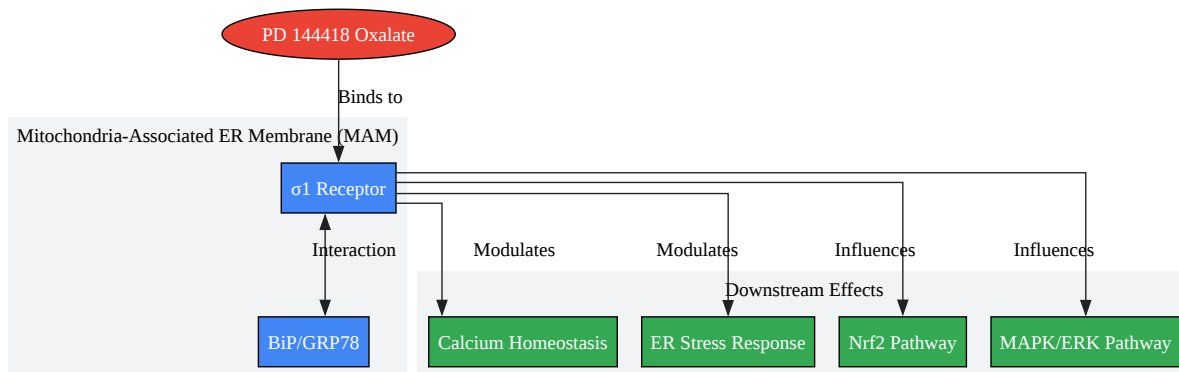 PD 144418 Oxalate
Binds to
Mitochondria-Associated ER Membrane (MAM)
σ1 Receptor
Interaction
Modulates
Modulates
Influences
Influences
Downstream Effects
BiP/GRP78
Calcium Homeostasis
ER Stress Response
Nrf2 Pathway
MAPK/ERK Pathway